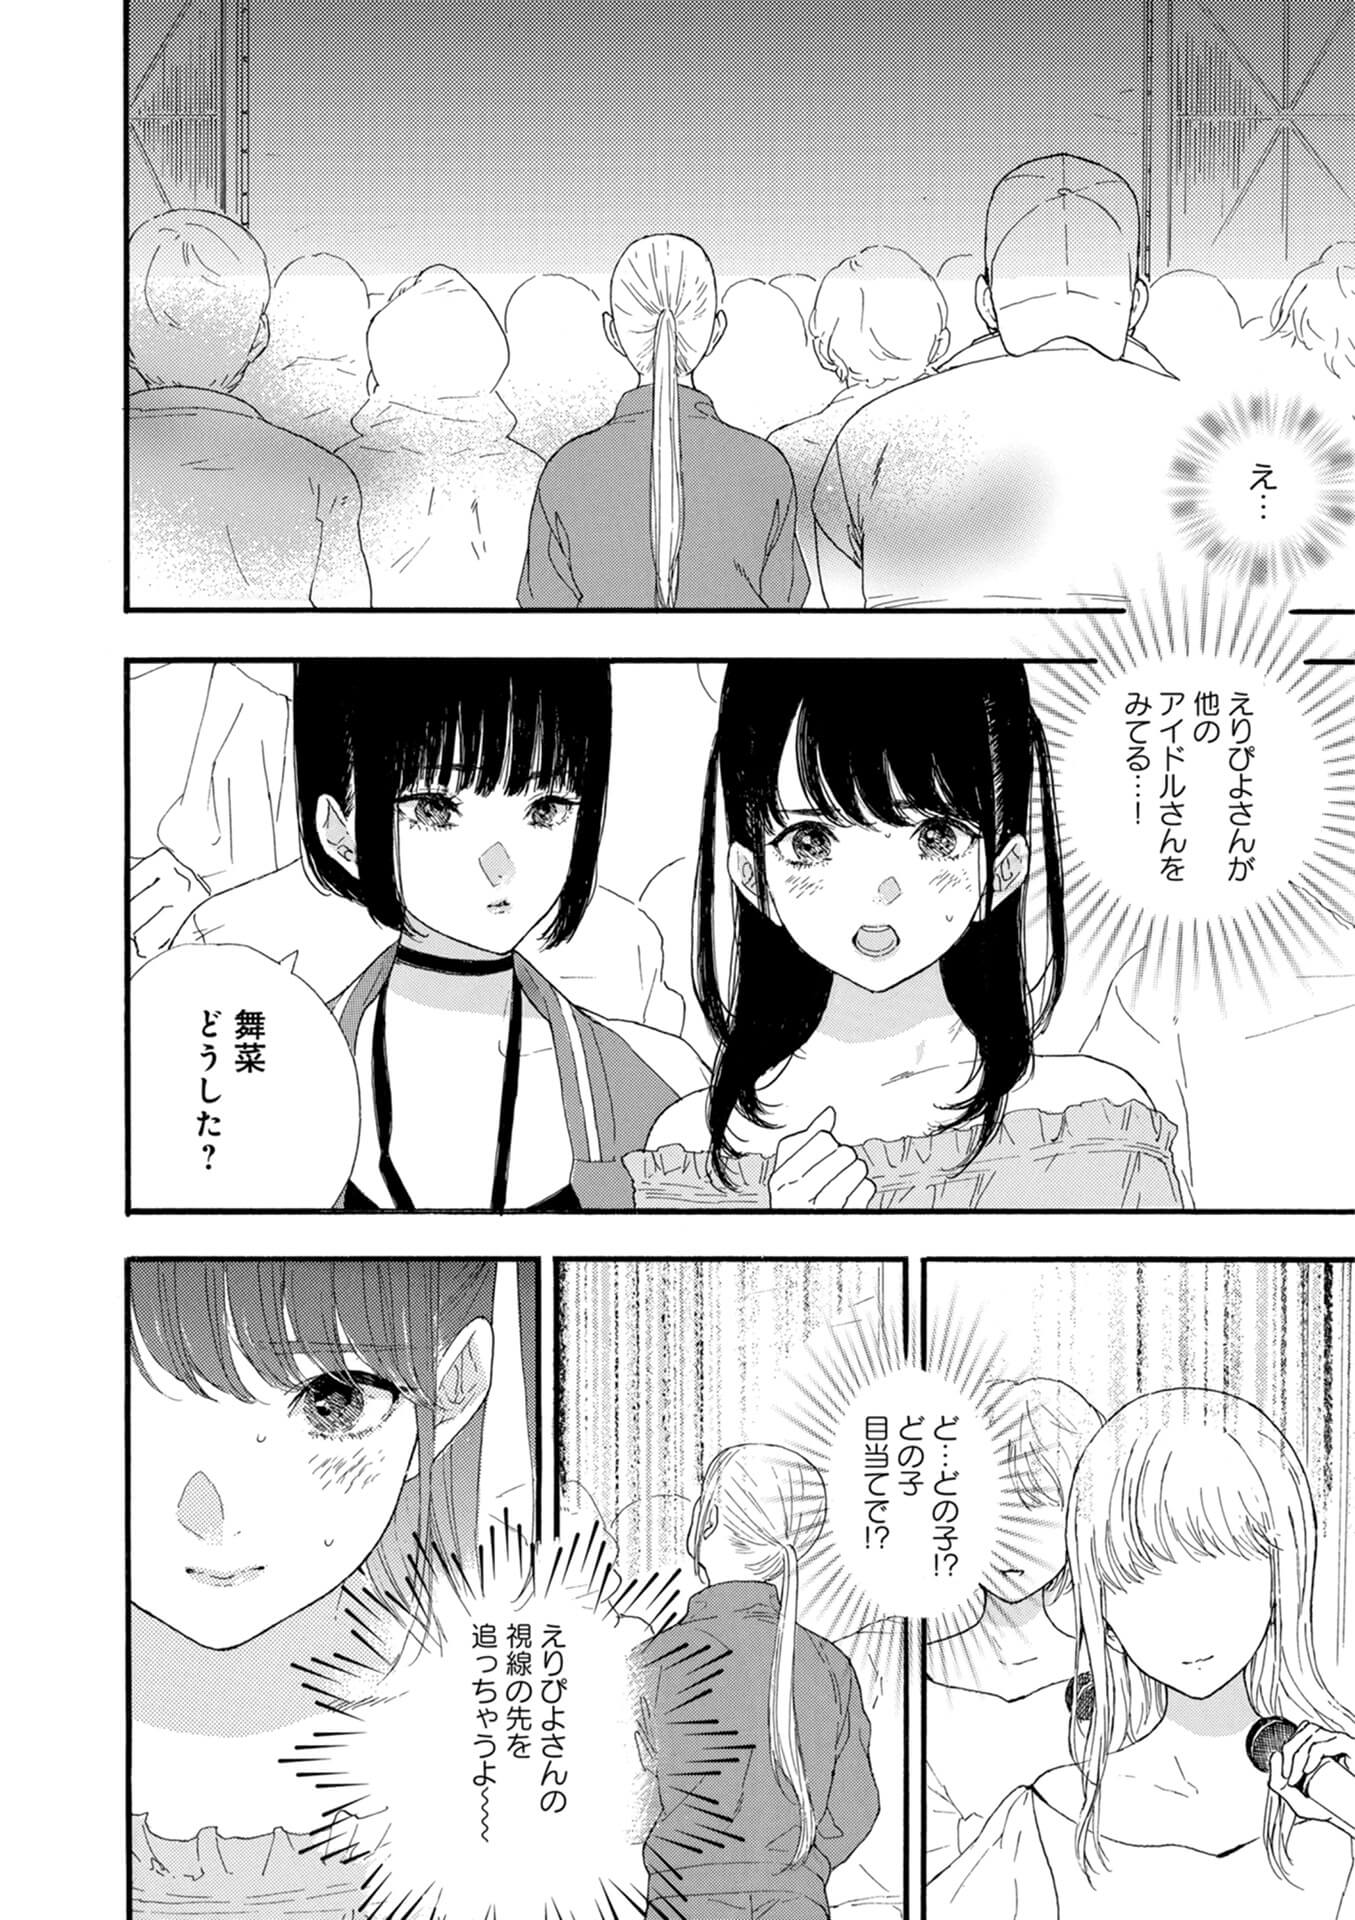 え…
えりぴよさんが
他の
アイドルさんを
みてる…！
舞菜
どうした？
ど…どの子!?
どの子
目当てで!?
えりぴよさんの
視線の先を
追っちゃうよ〜〜〜